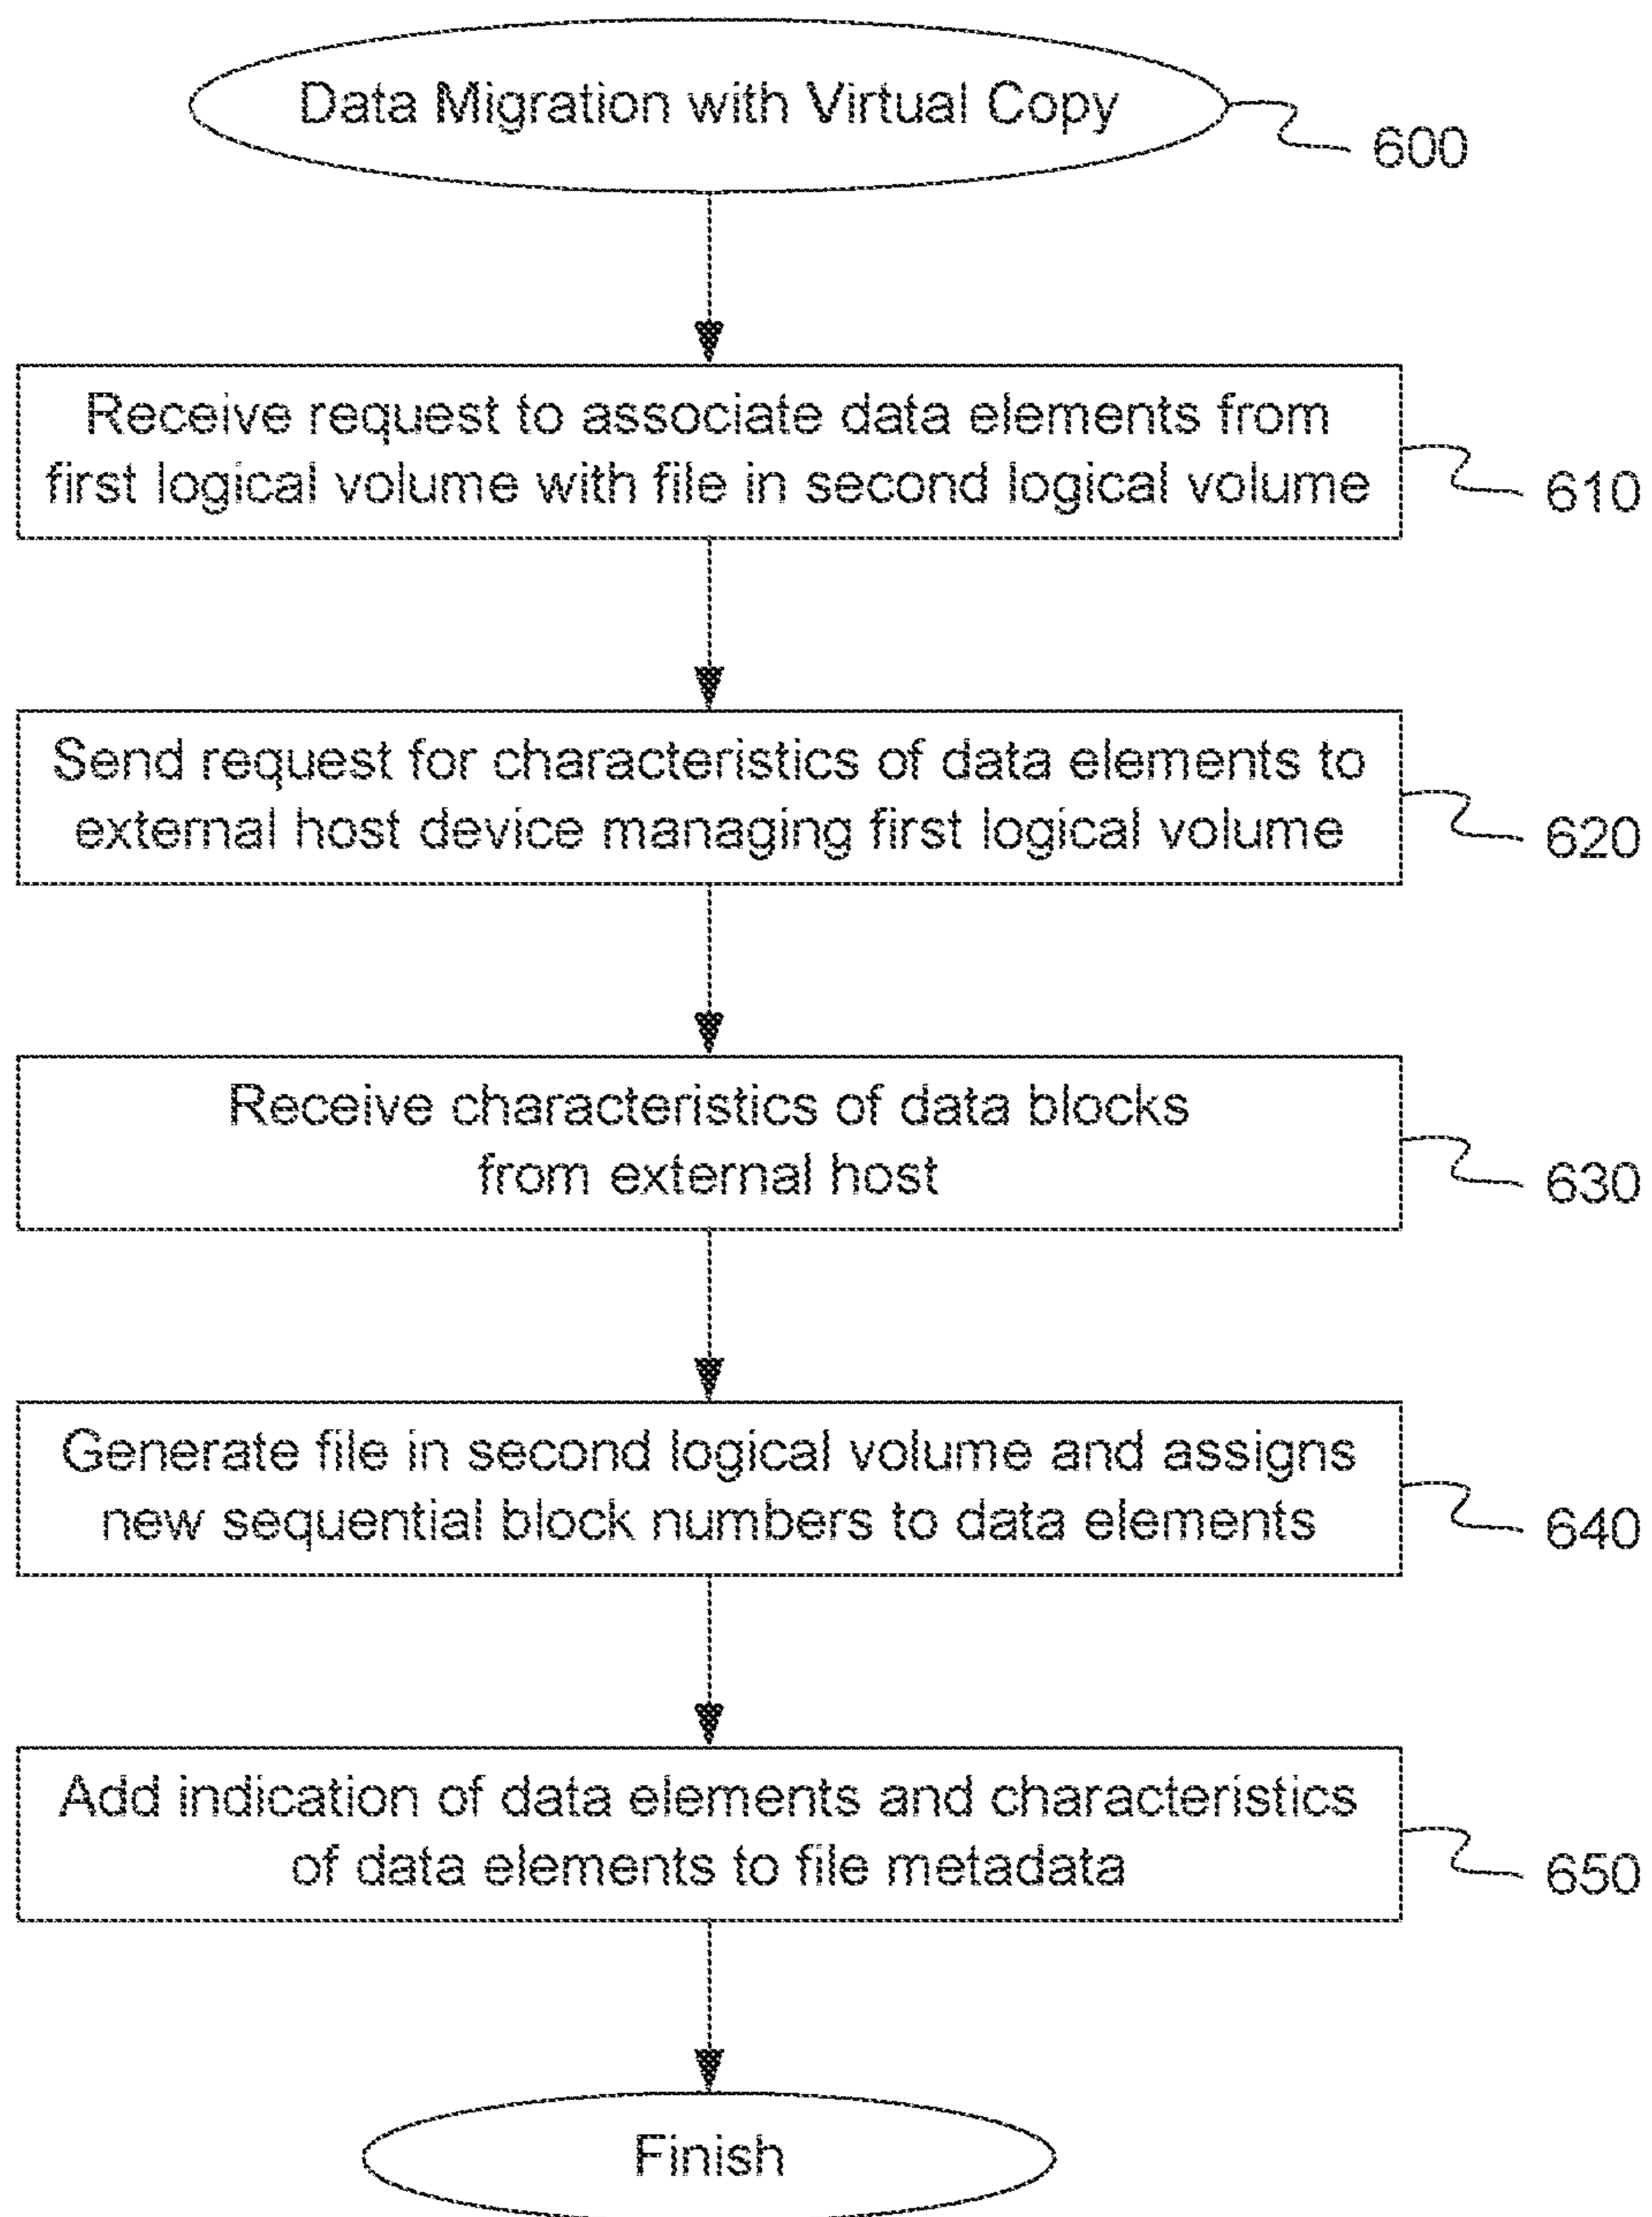 Data Migration with Virtual Copy
600
Receive request to associate data elements from
first logical volume with file in second logical volume
610
Send request for characteristics of data elements to
external host device managing first logical volume
620
Receive characteristics of data blocks
from external host
630
Generate file in second logical volume and assigns
new sequential block numbers to data elements
640
Add indication of data elements and characteristics
of data elements to file metadata
650
Finish